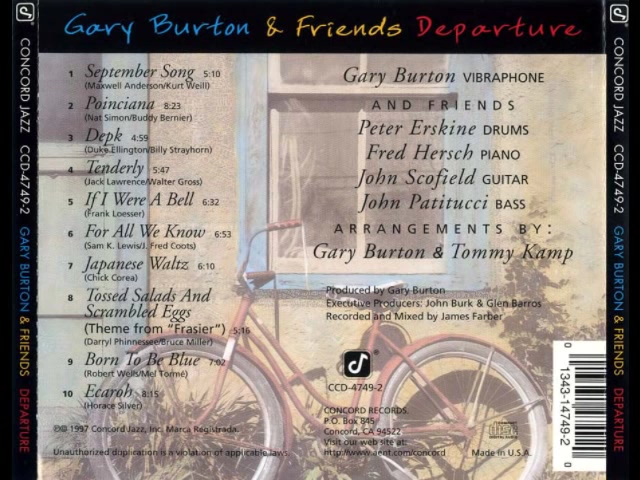 Gary Burton & Friends Departure
1 September Song 5:10
(Maxwell Anderson/Kurt Weill)
2 Poinciana 8:23
(Nat Simon/Buddy Bernier)
3 Depk 4:59
(Duke Ellington/Billy Strayhorn)
4 Tenderly 5:47
(Jack Lawrence/Walter Gross)
5 If I Were A Bell 6:32
(Frank Loesser)
6 For All We Know 6:53
(Sam K. Lewis/J. Fred Coots)
7 Japanese Waltz 6:10
(Chick Corea)
8 Tossed Salads And
Scrambled Eggs
(Theme from "Frasier") 5:16
(Darryl Phinnessee/Bruce Miller)
9 Born To Be Blue 7:02
(Robert Wells/Mel Tormé)
10 Ecaroh 8:15
(Horace Silver)
℗© 1997 Concord Jazz, Inc. Marca Registrada.
Unauthorized duplication is a violation of applicable laws.
Gary Burton VIBRAPHONE
AND FRIENDS
Peter Erskine DRUMS
Fred Hersch PIANO
John Scofield GUITAR
John Patitucci BASS
ARRANGEMENTS BY:
Gary Burton & Tommy Kamp
Produced by Gary Burton
Executive Producers: John Burk & Glen Barros
Recorded and Mixed by James Farber
CCD-4749-2
CONCORD RECORDS.
P.O. Box 845
Concord, CA 94522
Visit our web site at:
http://www.aent.com/concord
Made in U.S.A.
0 13431-4749-2 0
CONCORD JAZZ CCD-4749-2 GARY BURTON & FRIENDS DEPARTURE
CONCORD JAZZ CCD-4749-2 GARY BURTON & FRIENDS DEPARTURE